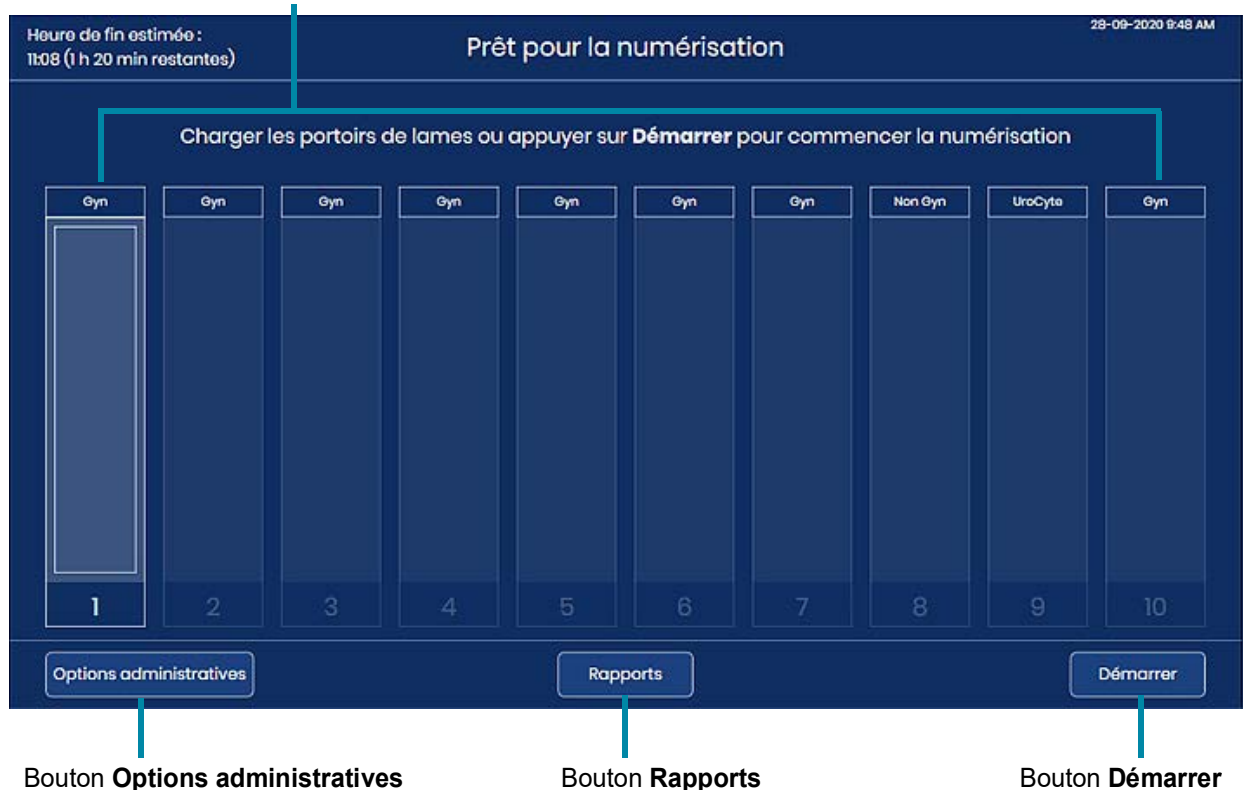 Heure de fin estimée :
11:08 (1 h 20 min restantes)
Prêt pour la numérisation
28-09-2020 9:48 AM
Charger les portoirs de lames ou appuyer sur Démarrer pour commencer la numérisation
Gyn Gyn Gyn Gyn Gyn Gyn Gyn Non Gyn UroCyte Gyn
1 2 3 4 5 6 7 8 9 10
Options administratives Rapports Démarrer
Bouton Options administratives Bouton Rapports Bouton Démarrer